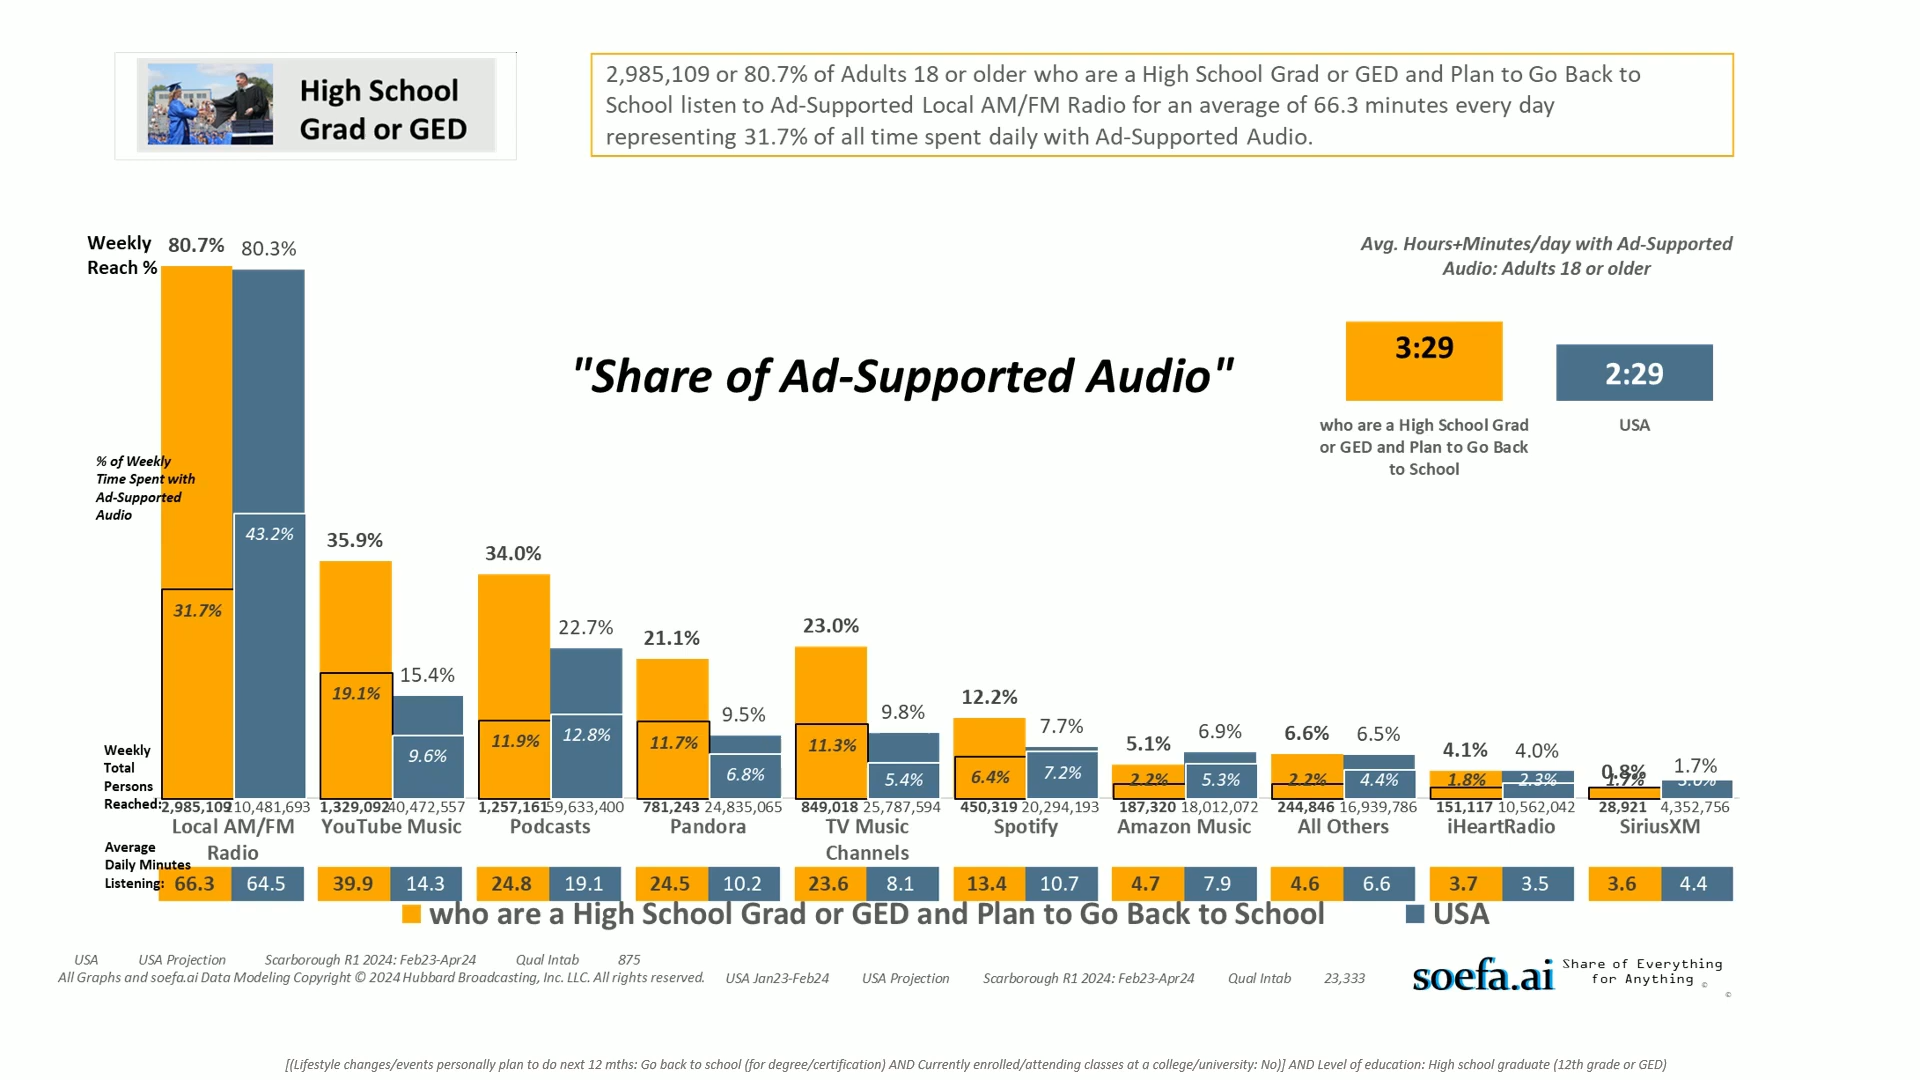 High School
Grad or GED
2,985,109 or 80.7% of Adults 18 or older who are a High School Grad or GED and Plan to Go Back to
School listen to Ad-Supported Local AM/FM Radio for an average of 66.3 minutes every day
representing 31.7% of all time spent daily with Ad-Supported Audio.
Weekly
Reach %
80.7% 80.3%
Avg. Hours+Minutes/day with Ad-Supported
Audio: Adults 18 or older
3:29
2:29
who are a High School Grad
or GED and Plan to Go Back
to School
USA
"Share of Ad-Supported Audio"
% of Weekly
Time Spent with
Ad-Supported
Audio
43.2%
31.7%
35.9%
15.4%
19.1%
9.6%
34.0%
22.7%
11.9%
12.8%
21.1%
9.5%
11.7%
6.8%
23.0%
9.8%
11.3%
5.4%
12.2%
7.7%
6.4%
7.2%
5.1%
6.9%
2.2%
5.3%
6.6%
6.5%
2.2%
4.4%
4.1%
4.0%
1.8%
2.3%
0.8%
1.7%
1.7%
3.0%
Weekly
Total
Persons
Reached:
2,985,109 210,481,693 1,329,092 40,472,557 1,257,161 59,633,400 781,243 24,835,065 849,018 25,787,594 450,319 20,294,193 187,320 18,012,072 244,846 16,939,786 151,117 10,562,042 28,921 4,352,756
Local AM/FM
Radio
YouTube Music
Podcasts
Pandora
TV Music
Channels
Spotify
Amazon Music
All Others
iHeartRadio
SiriusXM
Average
Daily Minutes
Listening:
66.3 64.5 39.9 14.3 24.8 19.1 24.5 10.2 23.6 8.1 13.4 10.7 4.7 7.9 4.6 6.6 3.7 3.5 3.6 4.4
who are a High School Grad or GED and Plan to Go Back to School USA
USA USA Projection Scarborough R1 2024: Feb23-Apr24 Qual Intab 875
All Graphs and soefa.ai Data Modeling Copyright © 2024 Hubbard Broadcasting, Inc. LLC. All rights reserved.
USA Jan23-Feb24 USA Projection Scarborough R1 2024: Feb23-Apr24 Qual Intab 23,333
soefa.ai
Share of Everything
for Anything ©
©
[(Lifestyle changes/events personally plan to do next 12 mths: Go back to school (for degree/certification) AND Currently enrolled/attending classes at a college/university: No)] AND Level of education: High school graduate (12th grade or GED)